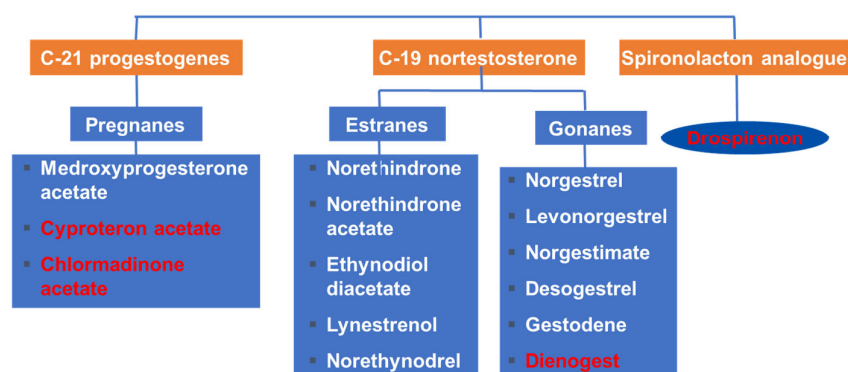 C-21 progestogenes
C-19 nortestosterone
Spironolacton analogue
Pregnanes
Estranes
Gonanes
Drospirenon
Medroxyprogesterone
acetate
Cyproteron acetate
Chlormadinone
acetate
Norethindrone
Norethindrone
acetate
Ethynodiol
diacetate
Lynestrenol
Norethynodrel
Norgestrel
Levonorgestrel
Norgestimate
Desogestrel
Gestodene
Dienogest